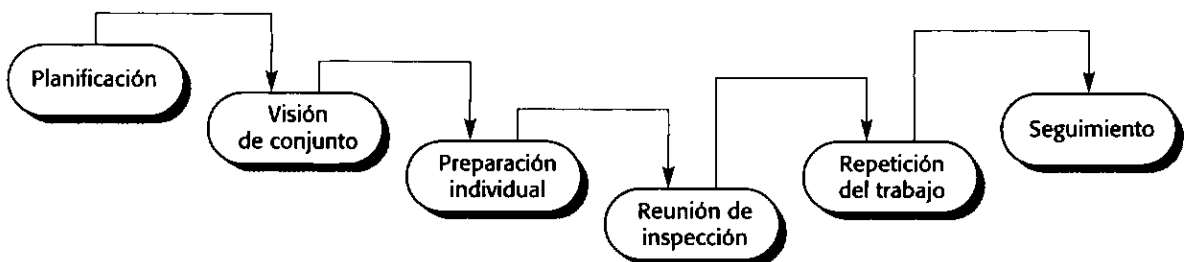 Planificación
Visión
de conjunto
Preparación
individual
Reunión de
inspección
Repetición
del trabajo
Seguimiento